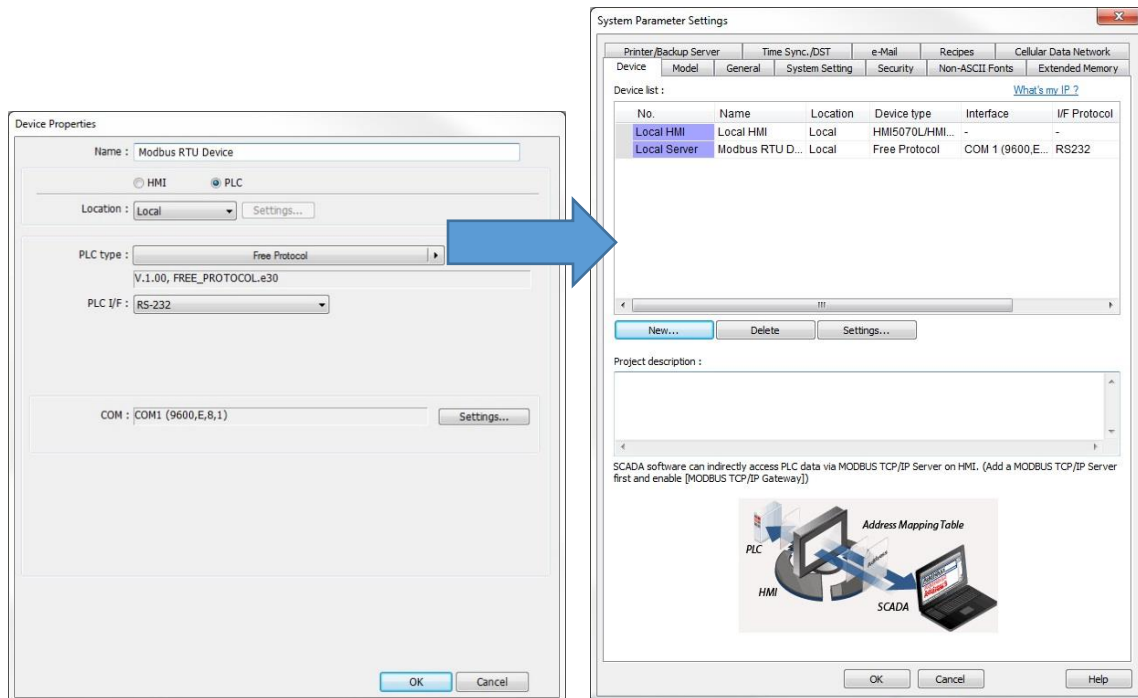 Device Properties
Name : Modbus RTU Device
HMI PLC
Location : Local Settings...
PLC type : Free Protocol
V.1.00, FREE_PROTOCOL.e30
PLC I/F : RS-232
COM : COM1 (9600,E,8,1) Settings...
OK Cancel
System Parameter Settings
Printer/Backup Server Time Sync./DST e-Mail Recipes Cellular Data Network
Device Model General System Setting Security Non-ASCII Fonts Extended Memory
Device list : What's my IP ?
No. Name Location Device type Interface I/F Protocol
Local HMI Local HMI Local HMI5070L/HMI... - -
Local Server Modbus RTU D... Local Free Protocol COM 1 (9600,E... RS232
New... Delete Settings...
Project description :
SCADA software can indirectly access PLC data via MODBUS TCP/IP Server on HMI. (Add a MODBUS TCP/IP Server
first and enable [MODBUS TCP/IP Gateway])
Address Mapping Table
PLC
HMI
SCADA
OK Cancel Help